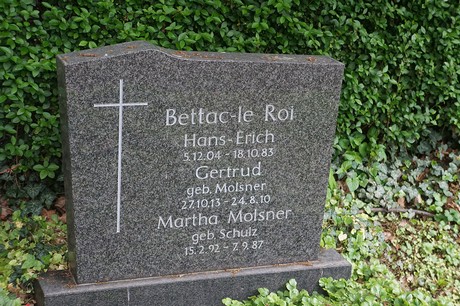 Bettac-le Roi
Hans-Erich
5.12.04 - 18.10.83
Gertrud
geb. Molsner
27.10.13 - 24.8.10
Martha Molsner
geb. Schulz
15.2.92 - 7.9.87